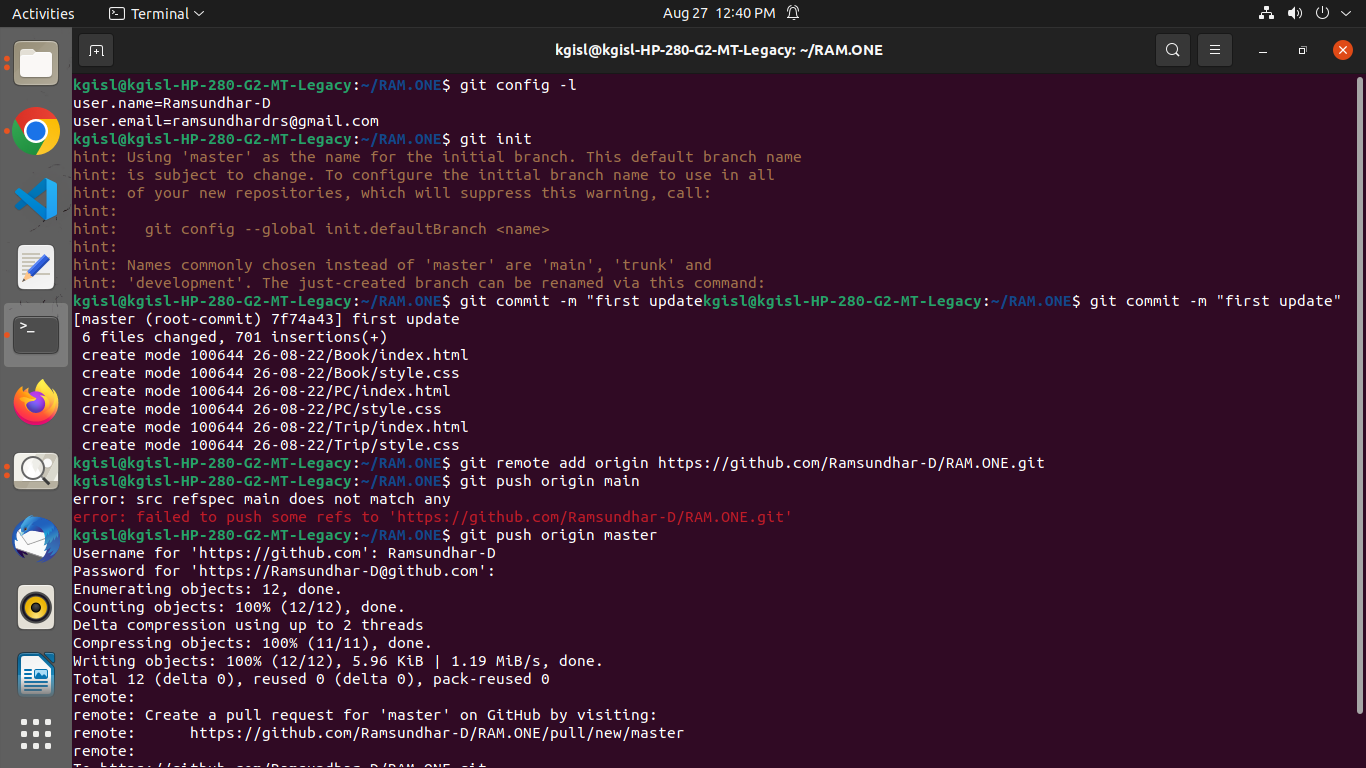 Activities
Terminal
Aug 27 12:40 PM
kgisl@kgisl-HP-280-G2-MT-Legacy: ~/RAM.ONE
kgisl@kgisl-HP-280-G2-MT-Legacy:~/RAM.ONE$ git config -l
user.name=Ramsundhar-D
user.email=ramsundhardrs@gmail.com
kgisl@kgisl-HP-280-G2-MT-Legacy:~/RAM.ONE$ git init
hint: Using 'master' as the name for the initial branch. This default branch name
hint: is subject to change. To configure the initial branch name to use in all
hint: of your new repositories, which will suppress this warning, call:
hint:
hint:   git config --global init.defaultBranch <name>
hint:
hint: Names commonly chosen instead of 'master' are 'main', 'trunk' and
hint: 'development'. The just-created branch can be renamed via this command:
kgisl@kgisl-HP-280-G2-MT-Legacy:~/RAM.ONE$ git commit -m "first updatekgisl@kgisl-HP-280-G2-MT-Legacy:~/RAM.ONE$ git commit -m "first update"
[master (root-commit) 7f74a43] first update
 6 files changed, 701 insertions(+)
 create mode 100644 26-08-22/Book/index.html
 create mode 100644 26-08-22/Book/style.css
 create mode 100644 26-08-22/PC/index.html
 create mode 100644 26-08-22/PC/style.css
 create mode 100644 26-08-22/Trip/index.html
 create mode 100644 26-08-22/Trip/style.css
kgisl@kgisl-HP-280-G2-MT-Legacy:~/RAM.ONE$ git remote add origin https://github.com/Ramsundhar-D/RAM.ONE.git
kgisl@kgisl-HP-280-G2-MT-Legacy:~/RAM.ONE$ git push origin main
error: src refspec main does not match any
error: failed to push some refs to 'https://github.com/Ramsundhar-D/RAM.ONE.git'
kgisl@kgisl-HP-280-G2-MT-Legacy:~/RAM.ONE$ git push origin master
Username for 'https://github.com': Ramsundhar-D
Password for 'https://Ramsundhar-D@github.com':
Enumerating objects: 12, done.
Counting objects: 100% (12/12), done.
Delta compression using up to 2 threads
Compressing objects: 100% (11/11), done.
Writing objects: 100% (12/12), 5.96 KiB | 1.19 MiB/s, done.
Total 12 (delta 0), reused 0 (delta 0), pack-reused 0
remote:
remote: Create a pull request for 'master' on GitHub by visiting:
remote:      https://github.com/Ramsundhar-D/RAM.ONE/pull/new/master
remote:
To https://github.com/Ramsundhar-D/RAM.ONE.git